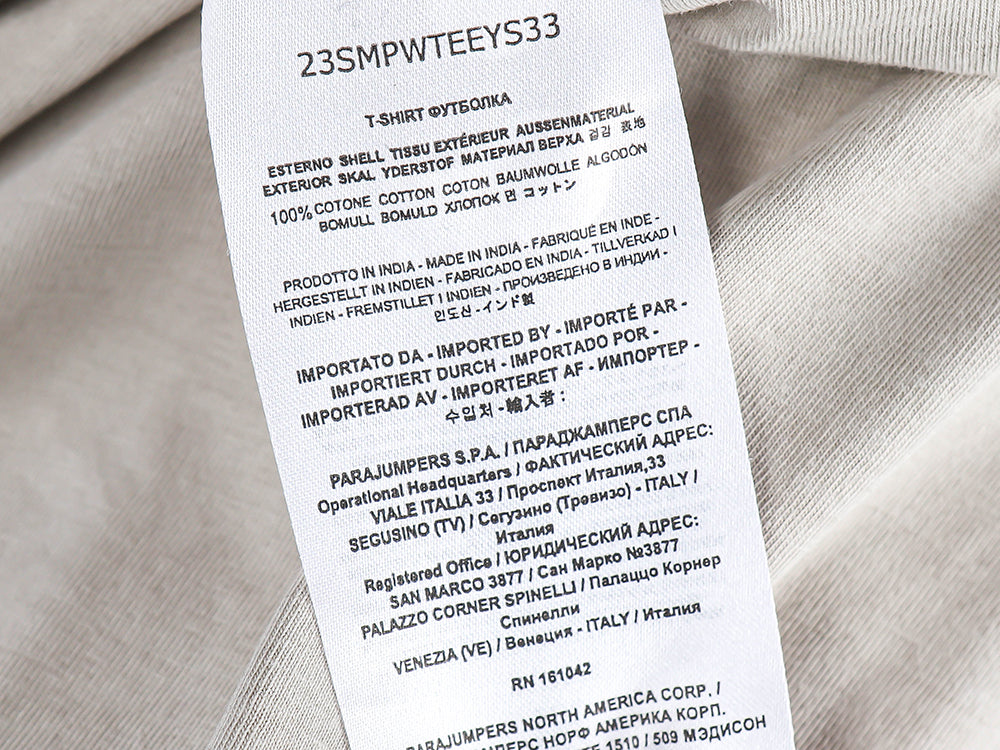 23SMPWTEEYS33
T-SHIRT ФУТБОЛКА
ESTERNO SHELL TISSU EXTÉRIEUR AUSSENMATERIAL
EXTERIOR SKAL YDERSTOF МАТЕРИАЛ ВЕРХА 겉감 表地
100% COTONE COTTON COTON BAUMWOLLE ALGODÓN
BOMULL BOMULD ХЛОПОК 면 コットン
PRODOTTO IN INDIA - MADE IN INDIA - FABRIQUÉ EN INDE -
HERGESTELLT IN INDIEN - FABRICADO EN INDIA - TILLVERKAD I
INDIEN - FREMSTILLET I INDIEN - ПРОИЗВЕДЕНО В ИНДИИ -
인도산 - インド製
IMPORTATO DA - IMPORTED BY - IMPORTÉ PAR -
IMPORTIERT DURCH - IMPORTADO POR -
IMPORTERAD AV - IMPORTERET AF - ИМПОРТЕР -
수입처 - 輸入者 :
PARAJUMPERS S.P.A. / ПАРАДЖАМПЕРС СПА
Operational Headquarters / ФАКТИЧЕСКИЙ АДРЕС:
VIALE ITALIA 33 / Проспект Италия,33
SEGUSINO (TV) / Сегузино (Тревизо) - ITALY /
Италия
Registered Office / ЮРИДИЧЕСКИЙ АДРЕС:
SAN MARCO 3877 / Сан Марко №3877
PALAZZO CORNER SPINELLI / Палаццо Корнер
Спинелли
VENEZIA (VE) / Венеция - ITALY / Италия
RN 161042
PARAJUMPERS NORTH AMERICA CORP. /
НОРФ АМЕРИКА КОРП.
1510 / 509 МЭДИСОН